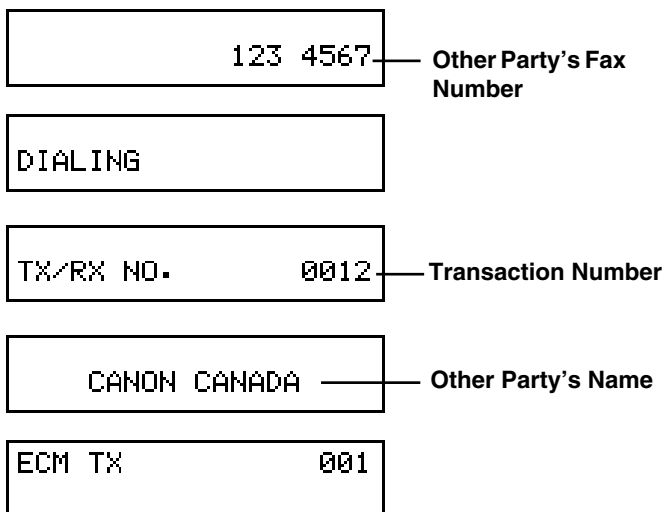 123 4567
Other Party's Fax
Number
DIALING
TX/RX NO. 0012
Transaction Number
CANON CANADA
Other Party's Name
ECM TX 001